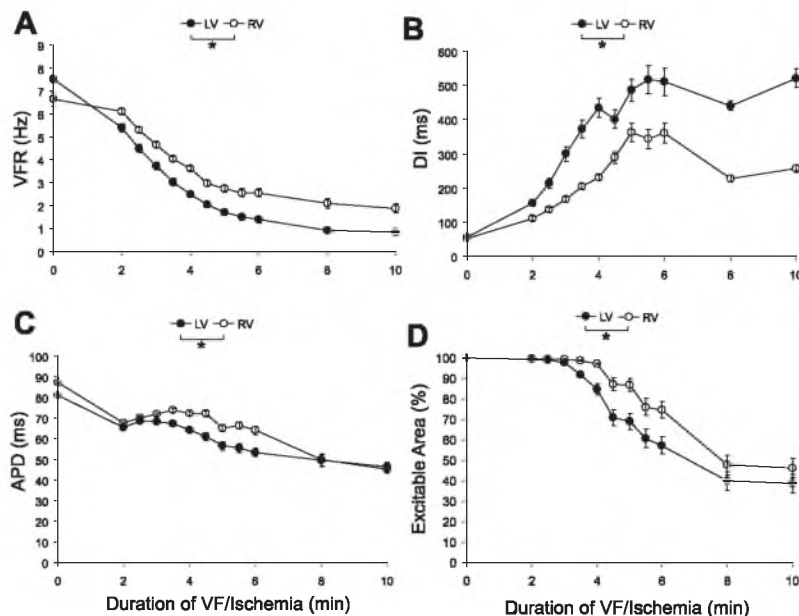 A
LV RV
*
VFR (Hz)
9
8
7
6
5
4
3
2
1
0
0 2 4 6 8 10
B
LV RV
*
DI (ms)
600
500
400
300
200
100
0
0 2 4 6 8 10
C
LV RV
*
APD (ms)
100
90
80
70
60
50
40
30
20
10
0
0 2 4 6 8 10
Duration of VF/Ischemia (min)
D
LV RV
*
Excitable Area (%)
100
90
80
70
60
50
40
30
20
10
0
0 2 4 6 8 10
Duration of VF/Ischemia (min)